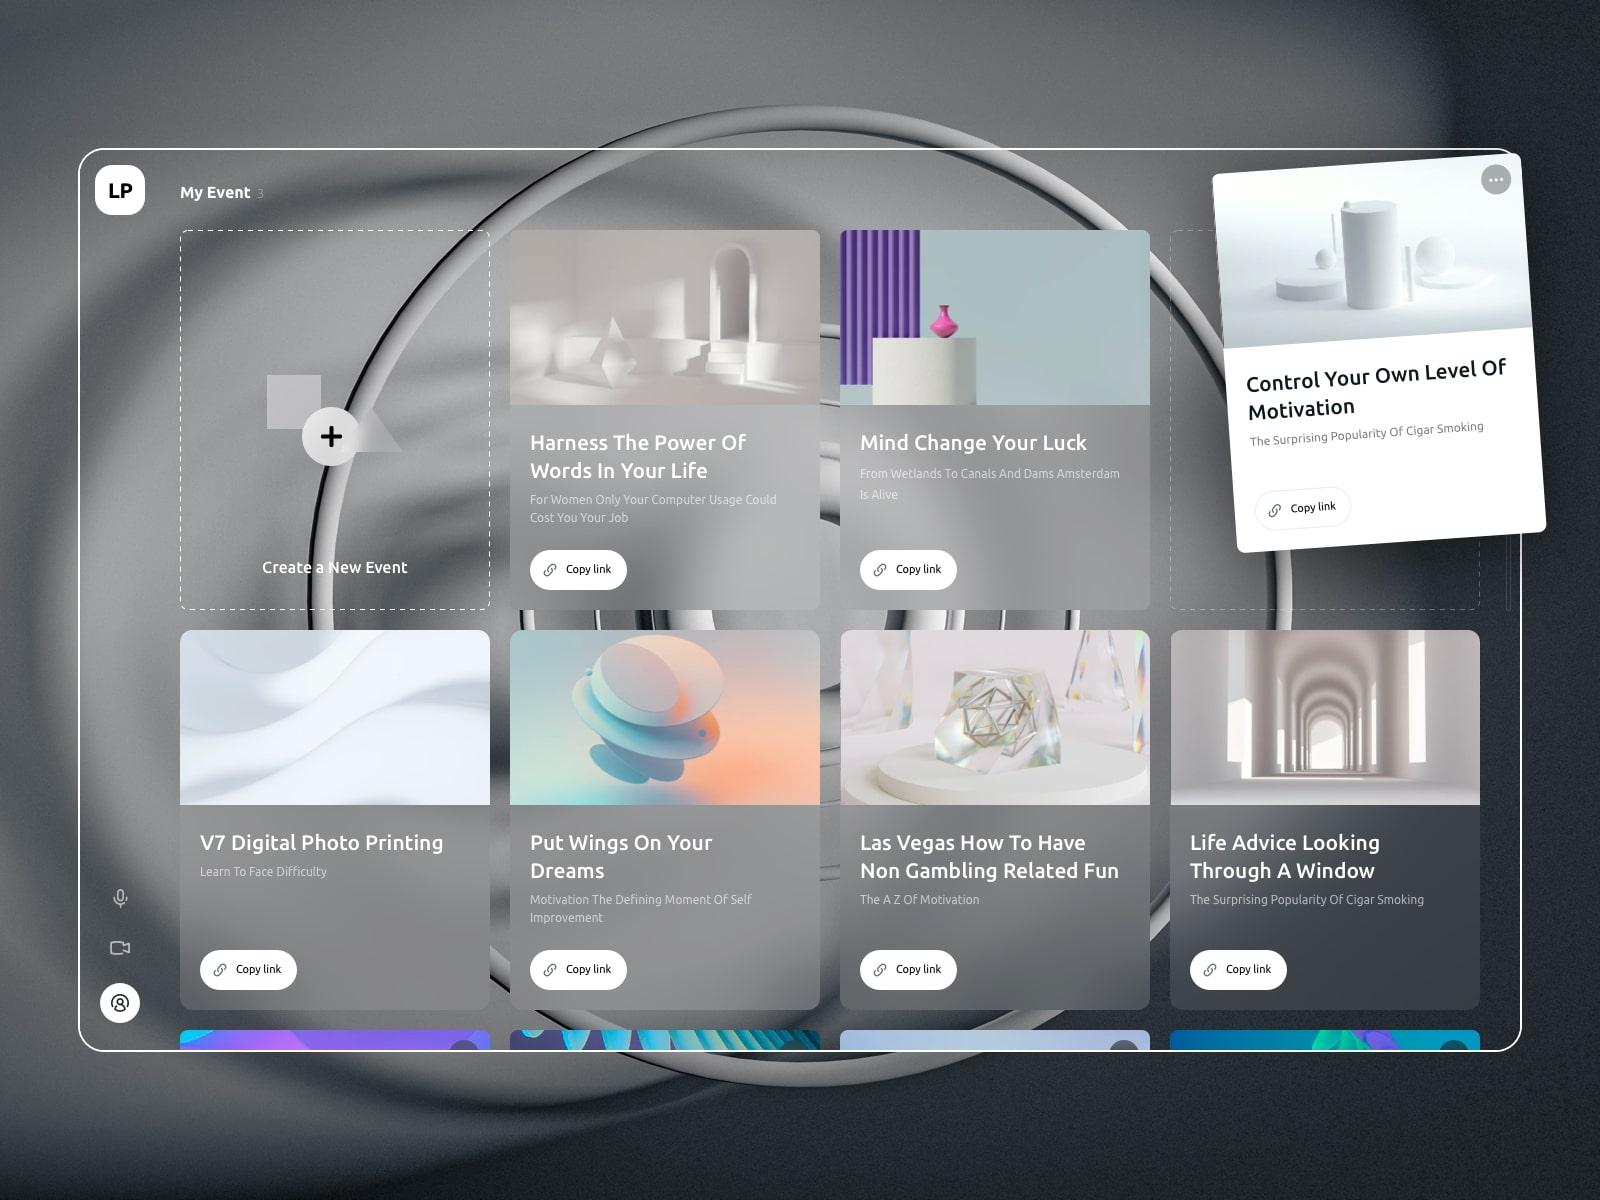 LP
My Event 3
Create a New Event
Harness The Power Of
Words In Your Life
For Women Only Your Computer Usage Could
Cost You Your Job
Copy link
Mind Change Your Luck
From Wetlands To Canals And Dams Amsterdam
Is Alive
Copy link
Control Your Own Level Of
Motivation
The Surprising Popularity Of Cigar Smoking
Copy link
V7 Digital Photo Printing
Learn To Face Difficulty
Copy link
Put Wings On Your
Dreams
Motivation The Defining Moment Of Self
Improvement
Copy link
Las Vegas How To Have
Non Gambling Related Fun
The A Z Of Motivation
Copy link
Life Advice Looking
Through A Window
The Surprising Popularity Of Cigar Smoking
Copy link